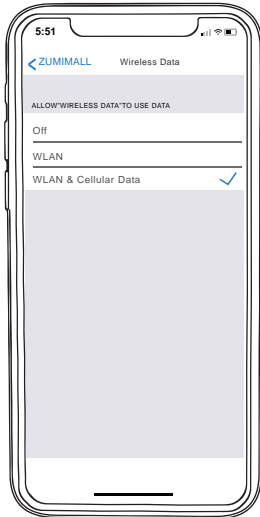 5:51
ZUMIMALL Wireless Data
ALLOW"WIRELESS DATA"TO USE DATA
Off
WLAN
WLAN & Cellular Data